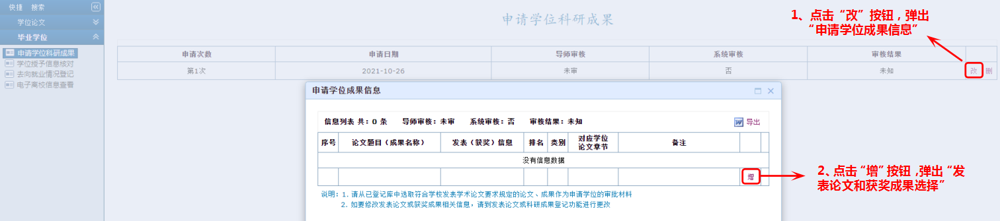 快捷 搜索
学位论文
毕业学位
申请学位科研成果
学位授予信息核对
去向就业情况登记
电子离校信息查看
申请学位科研成果
申请次数 申请日期 导师审核 系统审核 审核结果
第1次 2021-10-26 未审 否 未知 改 删
1、点击“改”按钮，弹出
“申请学位成果信息”
申请学位成果信息
信息列表 共：0 条 导师审核：未审 系统审核：否 审核结果：未知 导出
序号 论文题目（成果名称） 发表（获奖）信息 排名 类别 对应学位
论文章节 备注
没有信息数据
增
说明：1. 请从已登记库中选取符合学校发表学术论文要求规定的论文、成果作为申请学位的审批材料
2. 如要修改发表论文或获奖成果相关信息，请到发表论文或科研成果登记功能进行更改
2、点击“增”按钮，弹出“发
表论文和获奖成果选择”